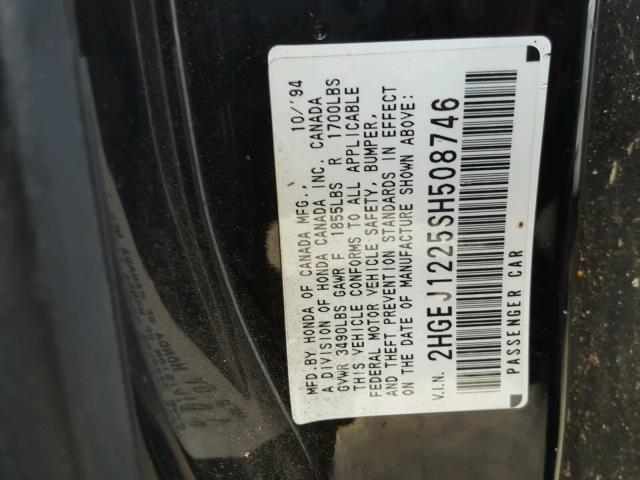 MFD.BY HONDA OF CANADA MFG., 10/'94
A DIVISION OF HONDA CANADA INC. CANADA
GVWR 3490LBS GAWR F 1855LBS R 1700LBS
THIS VEHICLE CONFORMS TO ALL APPLICABLE
FEDERAL MOTOR VEHICLE SAFETY, BUMPER,
AND THEFT PREVENTION STANDARDS IN EFFECT
ON THE DATE OF MANUFACTURE SHOWN ABOVE:
V.I.N. 2HGEJ1225SH508746
PASSENGER CAR